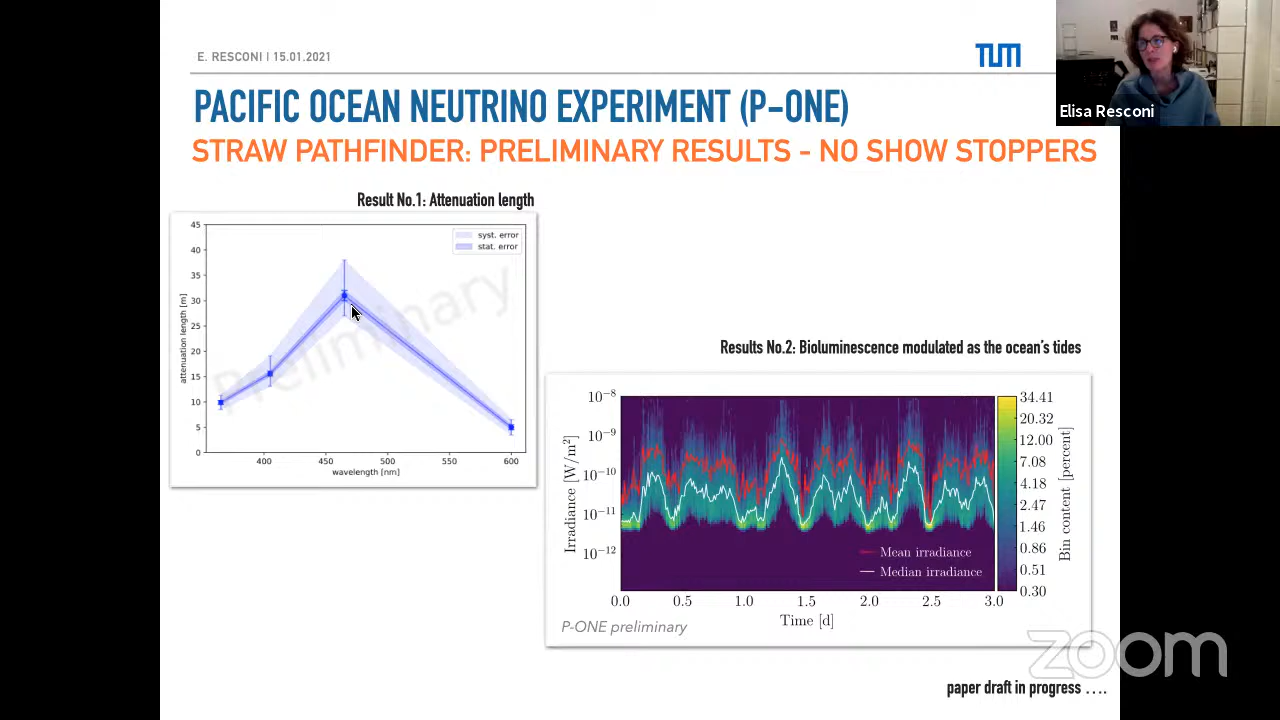 E. RESCONI I 15.01.2021
TUM
Elisa Resconi
PACIFIC OCEAN NEUTRINO EXPERIMENT (P-ONE)
STRAW PATHFINDER: PRELIMINARY RESULTS - NO SHOW STOPPERS
Result No.1: Attenuation length
45
40
35
30
25
20
15
10
5
0
attenuation length [m]
syst. error
stat. error
Preliminary
400
450
500
550
600
wavelength [nm]
Results No.2: Bioluminescence modulated as the ocean's tides
10⁻⁸
10⁻⁹
10⁻¹⁰
10⁻¹¹
10⁻¹²
Irradiance [W/m²]
Mean irradiance
Median irradiance
0.0
0.5
1.0
1.5
2.0
2.5
3.0
Time [d]
34.41
20.32
12.00
7.08
4.18
2.47
1.46
0.86
0.51
0.30
Bin content [percent]
P-ONE preliminary
zoom
paper draft in progress ....